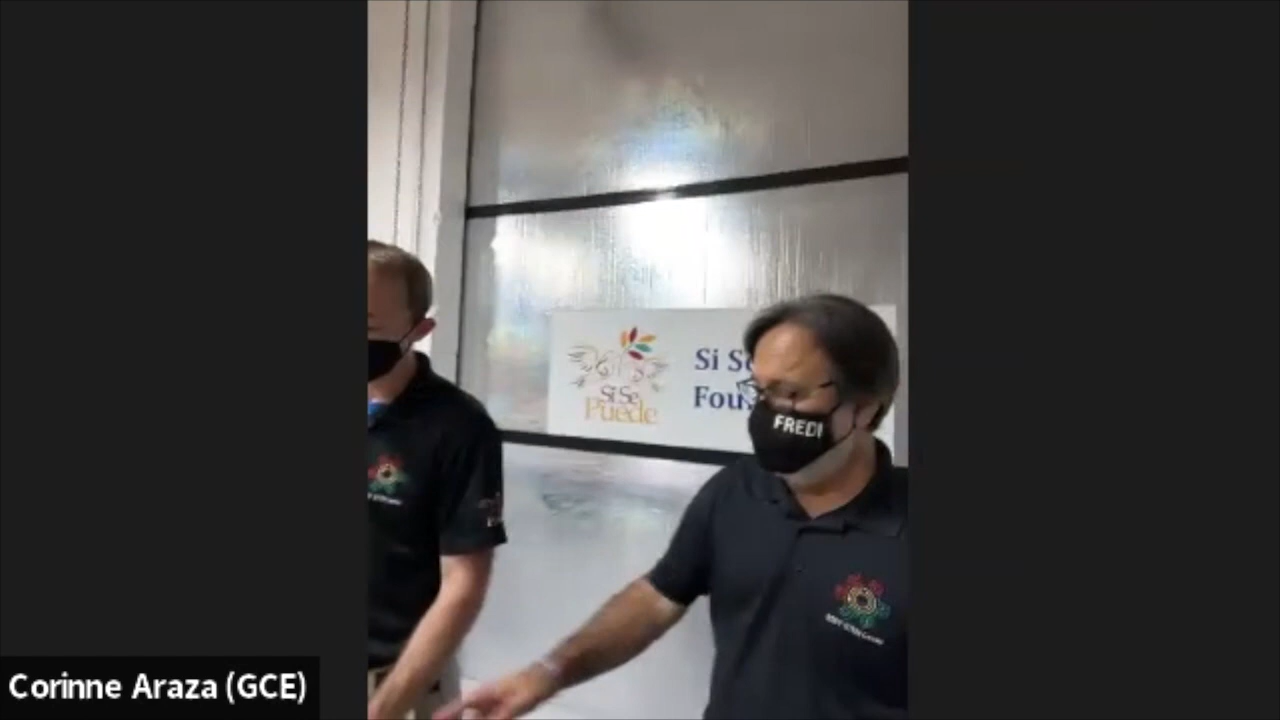 Si Se
Puede
Si Se
Fou
FREDI
Corinne Araza (GCE)